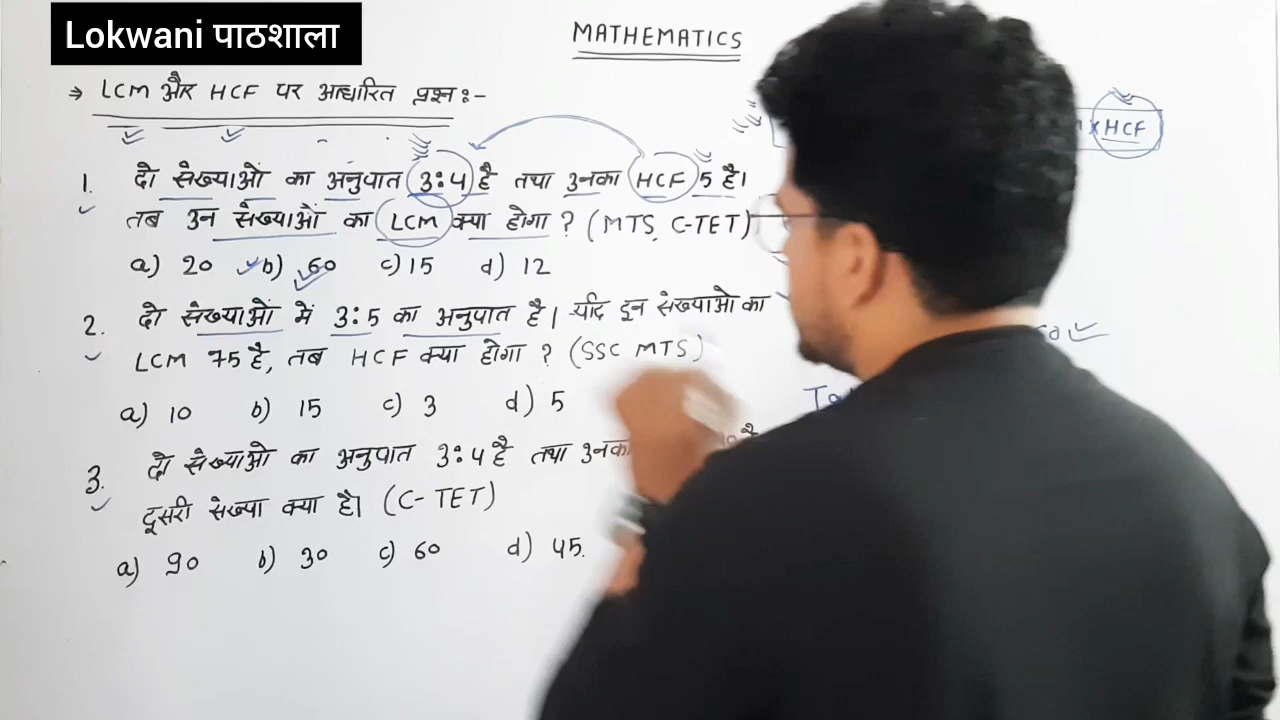 Lokwani पाठशाला
MATHEMATICS
⇒ LCM और HCF पर आधारित प्रश्न :-
×HCF
1. दो संख्याओं का अनुपात 3:4 है तथा उनका HCF 5 है।
तब उन संख्याओं का LCM क्या होगा ? (MTS, C-TET)
a) 20 b) 60 c) 15 d) 12
2. दो संख्याओं में 3:5 का अनुपात है। यदि इन संख्याओ का
LCM 75 है, तब HCF क्या होगा ? (SSC MTS)
a) 10 b) 15 c) 3 d) 5
3. दो संख्याओ का अनुपात 3:4 है तथा उनका
दूसरी संख्या क्या है। (C-TET)
a) 90 b) 30 c) 60 d) 45.